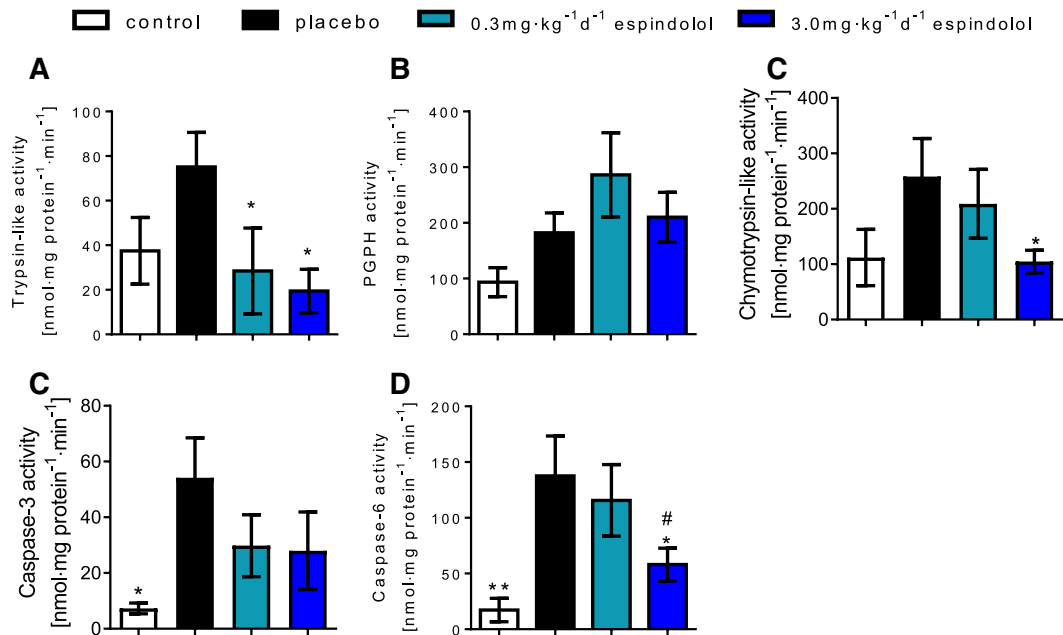 control placebo 0.3mg·kg⁻¹d⁻¹ espindolol 3.0mg·kg⁻¹d⁻¹ espindolol
A
Trypsin-like activity
[nmol·mg protein⁻¹·min⁻¹]
100
80
60
40
20
0
*
*
B
PGPH activity
[nmol·mg protein⁻¹·min⁻¹]
400
300
200
100
0
C
Chymotrypsin-like activity
[nmol·mg protein⁻¹·min⁻¹]
400
300
200
100
0
*
C
Caspase-3 activity
[nmol·mg protein⁻¹·min⁻¹]
80
60
40
20
0
*
D
Caspase-6 activity
[nmol·mg protein⁻¹·min⁻¹]
200
150
100
50
0
**
#
*